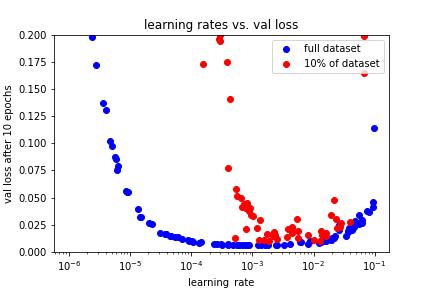 learning rates vs. val loss
full dataset
10% of dataset
val loss after 10 epochs
0.200
0.175
0.150
0.125
0.100
0.075
0.050
0.025
0.000
10⁻⁶ 10⁻⁵ 10⁻⁴ 10⁻³ 10⁻² 10⁻¹
learning_rate